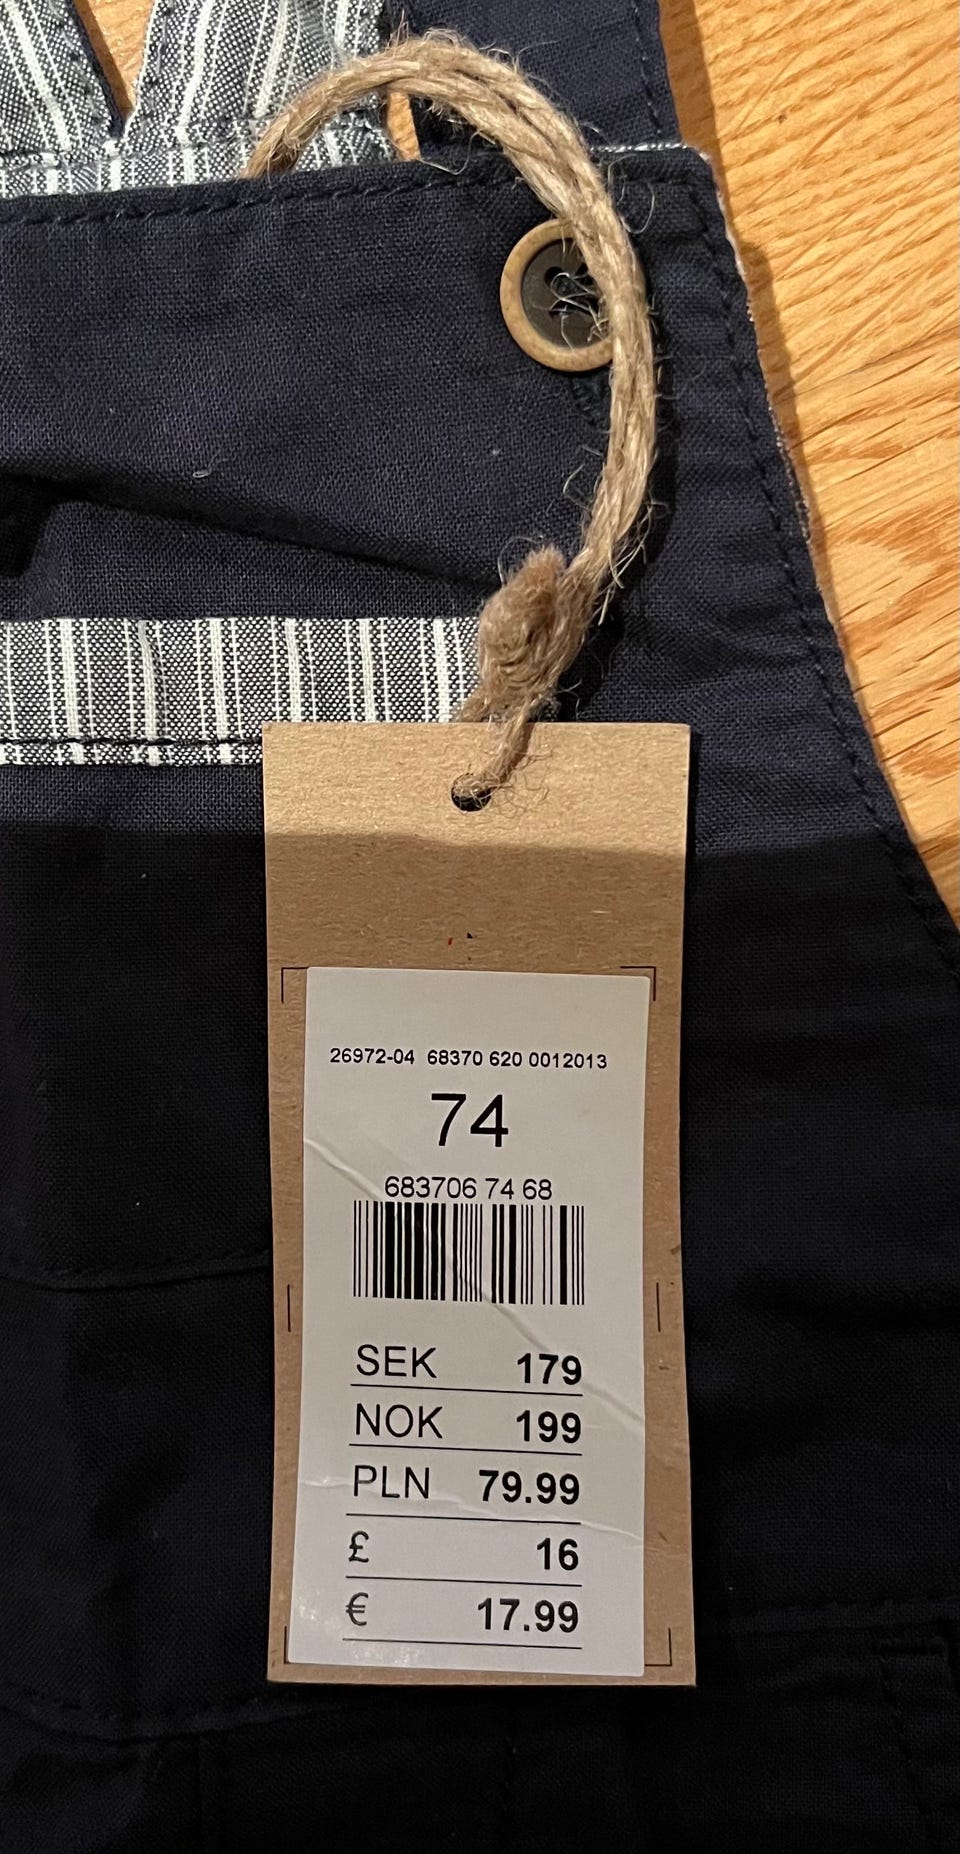 26972-04 68370 620 0012013
74
683706 74 68
SEK 179
NOK 199
PLN 79.99
£ 16
€ 17.99